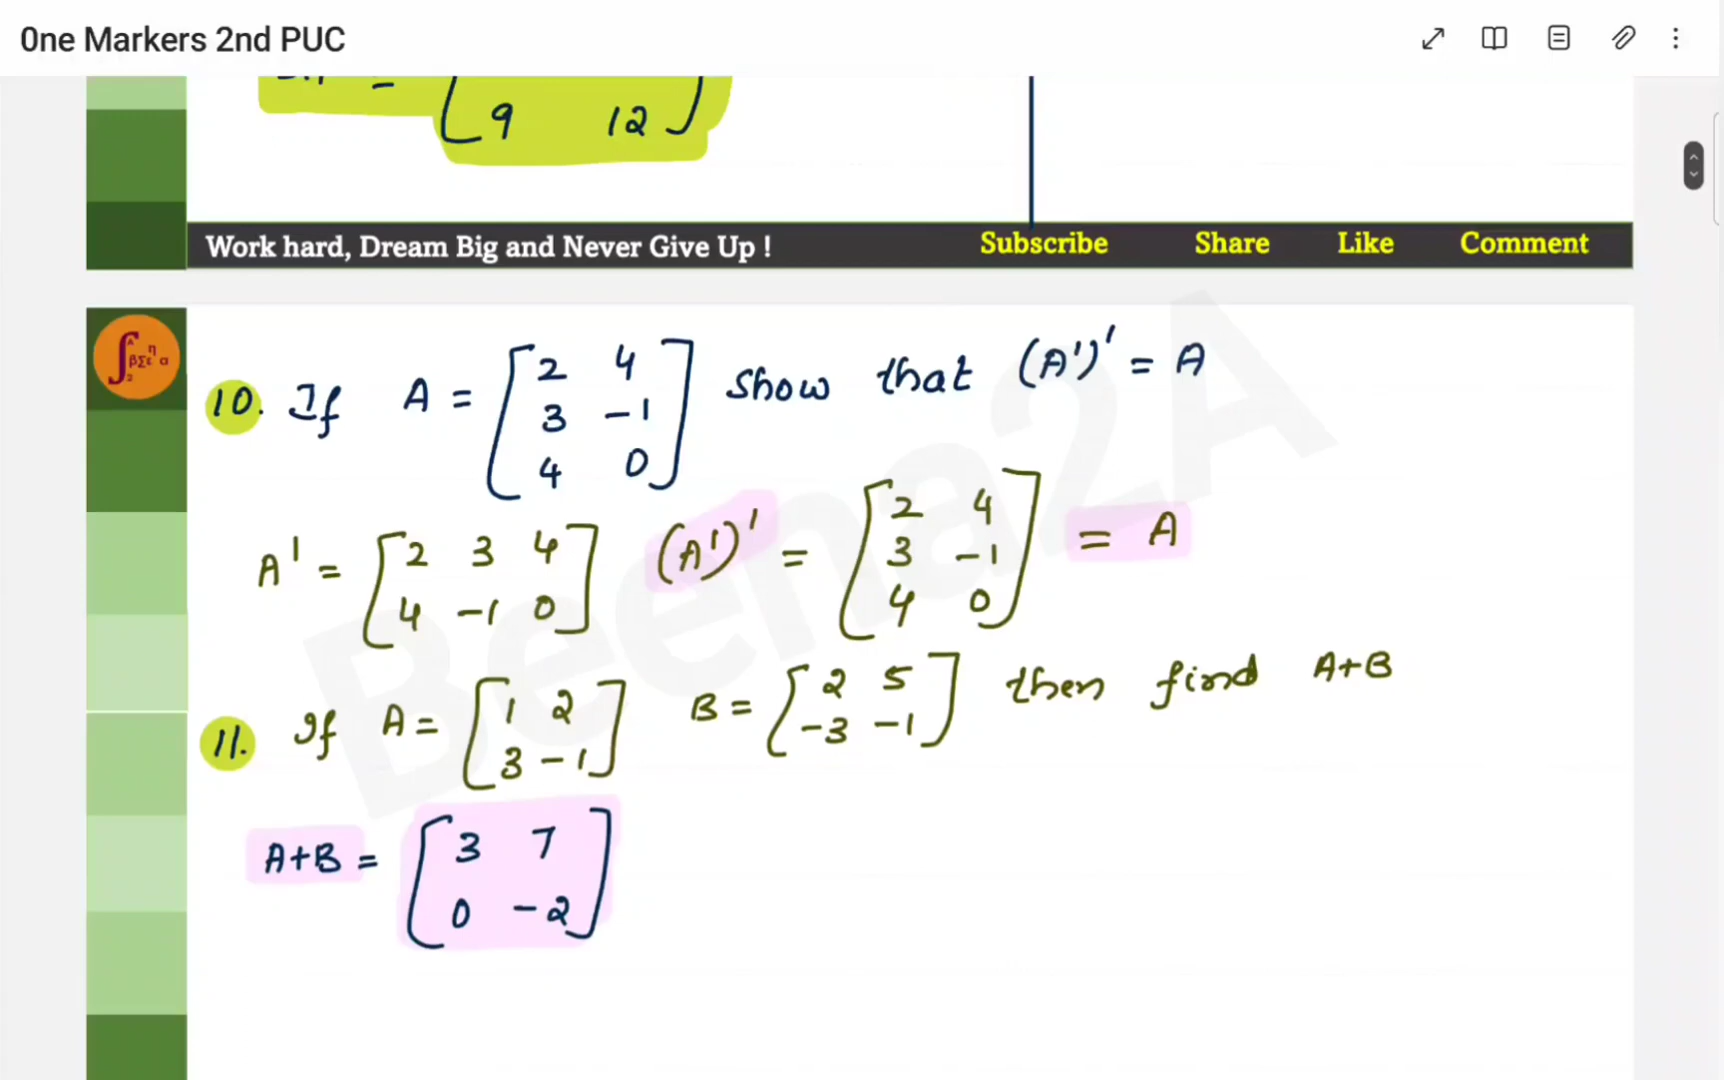 0ne Markers 2nd PUC
=
9 12
Work hard, Dream Big and Never Give Up ! Subscribe Share Like Comment
10. If A = [2 4
3 -1
4 0] show that (A')' = A
A' = [2 3 4
4 -1 0] (A')' = [2 4
3 -1
4 0] = A
11. If A = [1 2
3 -1] B = [2 5
-3 -1] then find A+B
A+B = [3 7
0 -2]
Beena2A